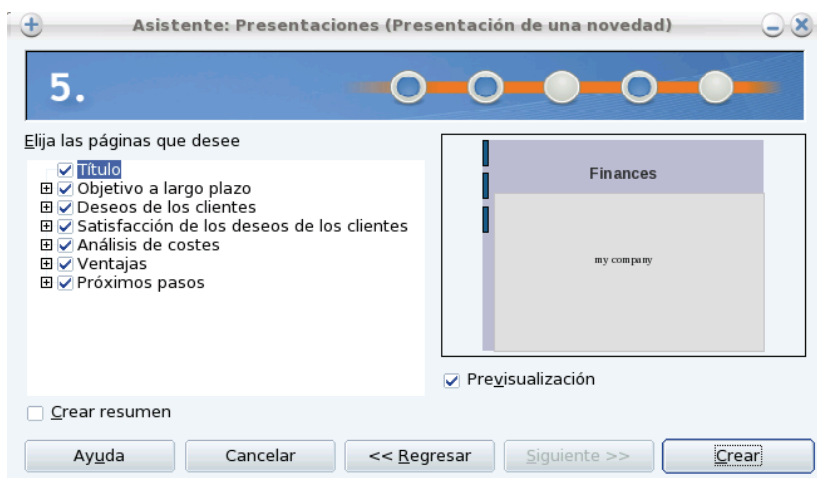 Asistente: Presentaciones (Presentación de una novedad)
5.
Elija las páginas que desee
Título
Objetivo a largo plazo
Deseos de los clientes
Satisfacción de los deseos de los clientes
Análisis de costes
Ventajas
Próximos pasos
Finances
my company
Previsualización
Crear resumen
Ayuda
Cancelar
<< Regresar
Siguiente >>
Crear